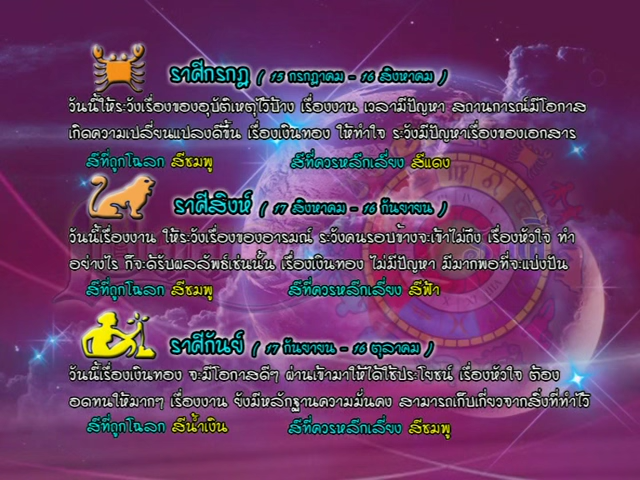 ราศีกรกฎ ( 15 กรกฎาคม - 16 สิงหาคม )
วันนี้ให้ระวังเรื่องของอุบัติเหตุไว้บ้าง เรื่องงาน เวลามีปัญหา สถานการณ์มีโอกาส
เกิดความเปลี่ยนแปลงดีขึ้น เรื่องเงินทอง ให้ทำใจ ระวังมีปัญหาเรื่องของเอกสาร
สีที่ถูกโฉลก สีชมพู สีที่ควรหลีกเลี่ยง สีแดง
ราศีสิงห์ ( 17 สิงหาคม - 16 กันยายน )
วันนี้เรื่องงาน ให้ระวังเรื่องของอารมณ์ ระวังคนรอบข้างจะเข้าไม่ถึง เรื่องหัวใจ ทำ
อย่างไร ก็จะได้รับผลลัพธ์เช่นนั้น เรื่องเงินทอง ไม่มีปัญหา มีมากพอที่จะแบ่งปัน
สีที่ถูกโฉลก สีชมพู สีที่ควรหลีกเลี่ยง สีฟ้า
ราศีกันย์ ( 17 กันยายน - 16 ตุลาคม )
วันนี้เรื่องเงินทอง จะมีโอกาสดีๆ ผ่านเข้ามาให้ได้ใช้ประโยชน์ เรื่องหัวใจ ต้อง
อดทนให้มากๆ เรื่องงาน ยังมีหลักฐานความมั่นคง สามารถเก็บเกี่ยวจากสิ่งที่ทำไว้
สีที่ถูกโฉลก สีน้ำเงิน สีที่ควรหลีกเลี่ยง สีชมพู